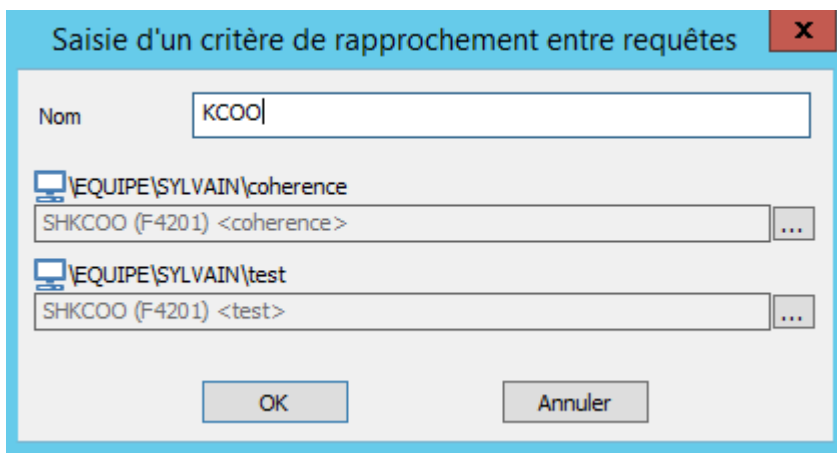 Saisie d'un critère de rapprochement entre requêtes
x
Nom KCOO
\EQUIPE\SYLVAIN\coherence
SHKCOO (F4201) <coherence> ...
\EQUIPE\SYLVAIN\test
SHKCOO (F4201) <test> ...
OK Annuler